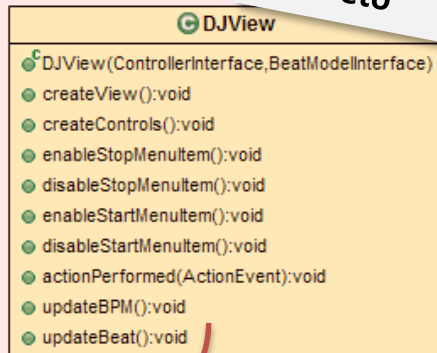 C DJView
c DJView(ControllerInterface,BeatModelInterface)
createView():void
createControls():void
enableStopMenuItem():void
disableStopMenuItem():void
enableStartMenuItem():void
disableStartMenuItem():void
actionPerformed(ActionEvent):void
updateBPM():void
updateBeat():void